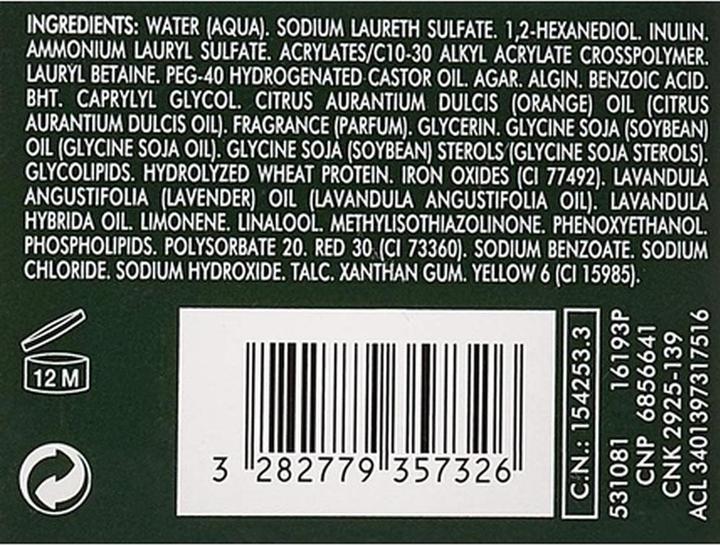 INGREDIENTS: WATER (AQUA). SODIUM LAURETH SULFATE. 1,2-HEXANEDIOL. INULIN.
AMMONIUM LAURYL SULFATE. ACRYLATES/C10-30 ALKYL ACRYLATE CROSSPOLYMER.
LAURYL BETAINE. PEG-40 HYDROGENATED CASTOR OIL. AGAR. ALGIN. BENZOIC ACID.
BHT. CAPRYLYL GLYCOL. CITRUS AURANTIUM DULCIS (ORANGE) OIL (CITRUS
AURANTIUM DULCIS OIL). FRAGRANCE (PARFUM). GLYCERIN. GLYCINE SOJA (SOYBEAN)
OIL (GLYCINE SOJA OIL). GLYCINE SOJA (SOYBEAN) STEROLS (GLYCINE SOJA STEROLS).
GLYCOLIPIDS. HYDROLYZED WHEAT PROTEIN. IRON OXIDES (CI 77492). LAVANDULA
ANGUSTIFOLIA (LAVENDER) OIL (LAVANDULA ANGUSTIFOLIA OIL). LAVANDULA
HYBRIDA OIL. LIMONENE. LINALOOL. METHYLISOTHIAZOLINONE. PHENOXYETHANOL.
PHOSPHOLIPIDS. POLYSORBATE 20. RED 30 (CI 73360). SODIUM BENZOATE. SODIUM
CHLORIDE. SODIUM HYDROXIDE. TALC. XANTHAN GUM. YELLOW 6 (CI 15985).
12 M
3 282779 357326
C.N.: 154253.3
531081 16193P
CNP 6856641
CNK 2925-139
ACL 3401397317516